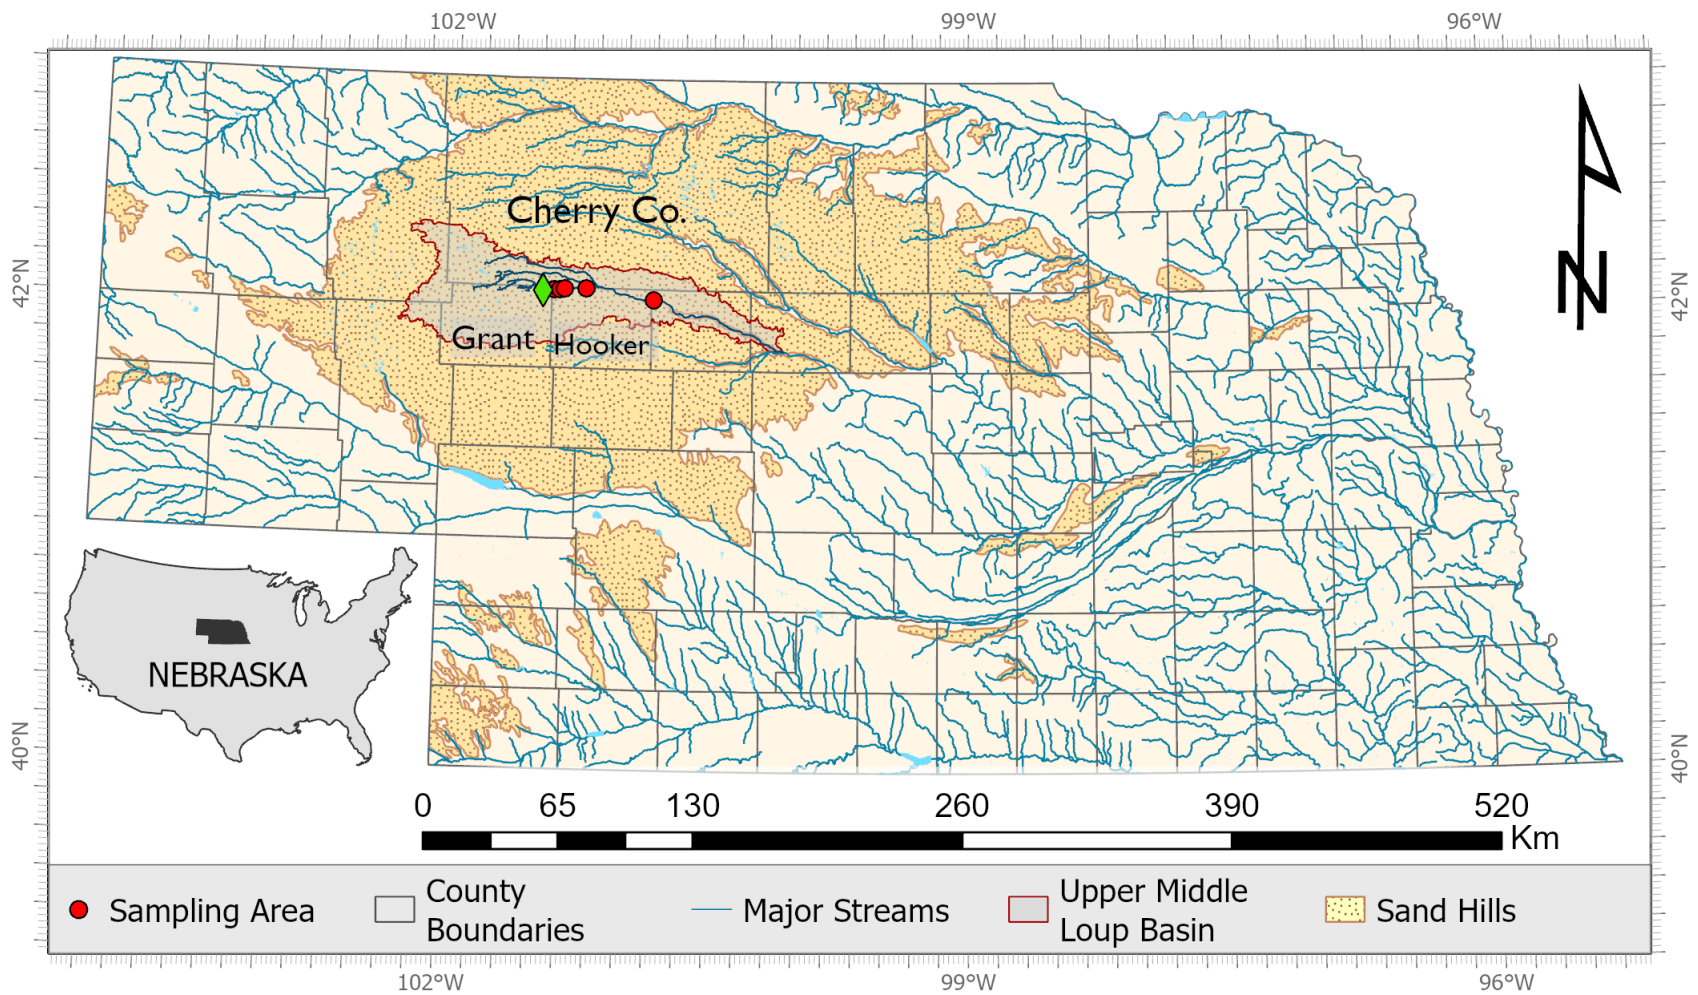 102°W 99°W 96°W
42°N
42°N
Cherry Co.
Grant
Hooker
N
NEBRASKA
40°N
40°N
0 65 130 260 390 520
Km
Sampling Area
County
Boundaries
Major Streams
Upper Middle
Loup Basin
Sand Hills
102°W 99°W 96°W